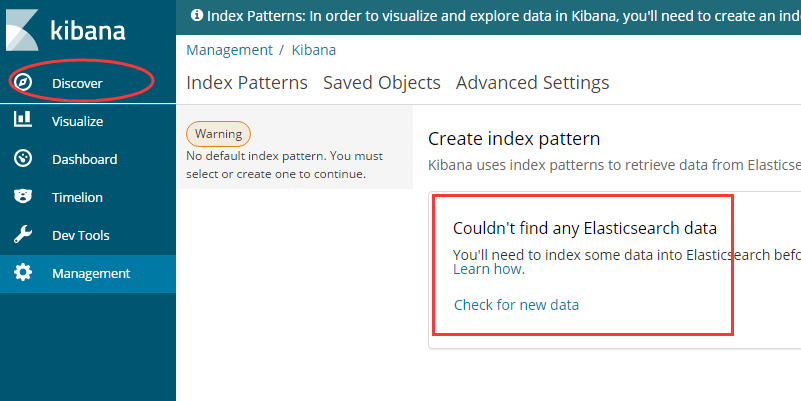 kibana
Discover
Visualize
Dashboard
Timelion
Dev Tools
Management
Index Patterns: In order to visualize and explore data in Kibana, you'll need to create an ind
Management / Kibana
Index Patterns Saved Objects Advanced Settings
Warning
No default index pattern. You must
select or create one to continue.
Create index pattern
Kibana uses index patterns to retrieve data from Elasticse
Couldn't find any Elasticsearch data
You'll need to index some data into Elasticsearch befo
Learn how.
Check for new data